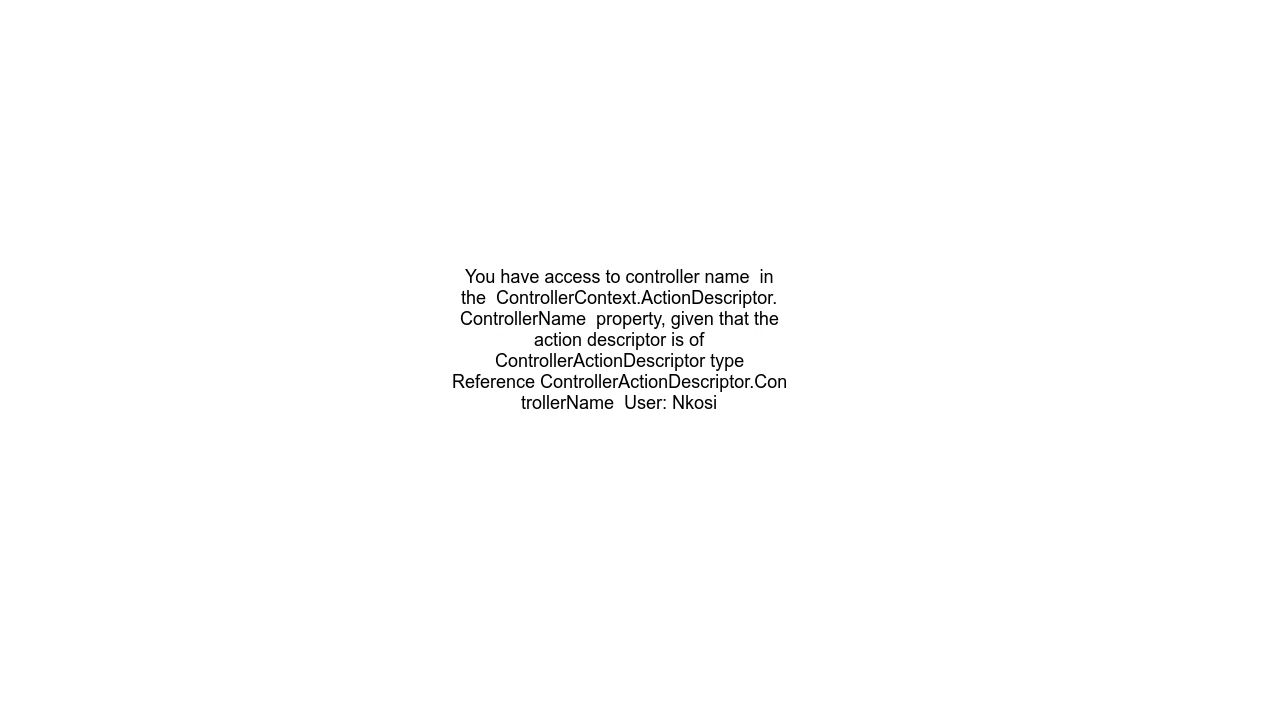 You have access to controller name  in
the  ControllerContext.ActionDescriptor.
ControllerName  property, given that the
action descriptor is of
ControllerActionDescriptor type
Reference ControllerActionDescriptor.Con
trollerName  User: Nkosi